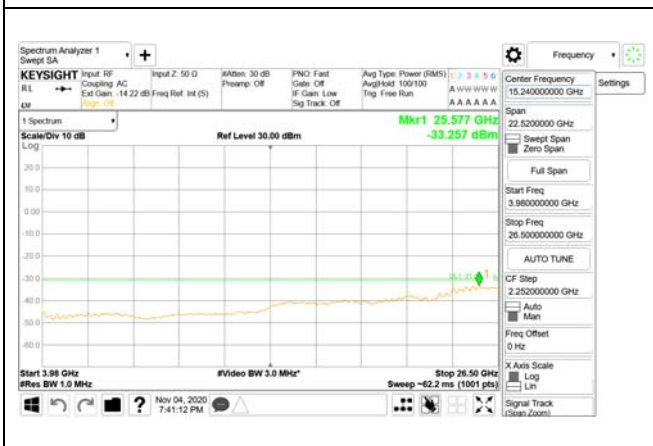 Spectrum Analyzer 1
Swept SA
Frequency
KEYSIGHT Input: RF Input Z: 50 Ω #Atten: 30 dB PNO: Fast Avg Type: Power (RMS) 1 2 3 4 5 6
RL Coupling: AC Preamp: Off Gate: Off Avg|Hold: 100/100 A W W W W W
Ext Gain: -14.22 dB Freq Ref: Int (S) IF Gain: Low Trig: Free Run
Align: Off Sig Track: Off A A A A A A
1 Spectrum
Mkr1 25.577 GHz
Scale/Div 10 dB Ref Level 30.00 dBm -33.257 dBm
Log
20.0
10.0
0.00
-10.0
-20.0
-30.0
1
-40.0
-50.0
-60.0
Start 3.98 GHz #Video BW 3.0 MHz* Stop 26.50 GHz
#Res BW 1.0 MHz Sweep ~62.2 ms (1001 pts)
Nov 04, 2020
7:41:12 PM
Center Frequency
15.240000000 GHz
Settings
Span
22.5200000 GHz
Swept Span
Zero Span
Full Span
Start Freq
3.980000000 GHz
Stop Freq
26.500000000 GHz
AUTO TUNE
CF Step
2.252000000 GHz
Auto
Man
Freq Offset
0 Hz
X Axis Scale
Log
Lin
Signal Track
(Span Zoom)